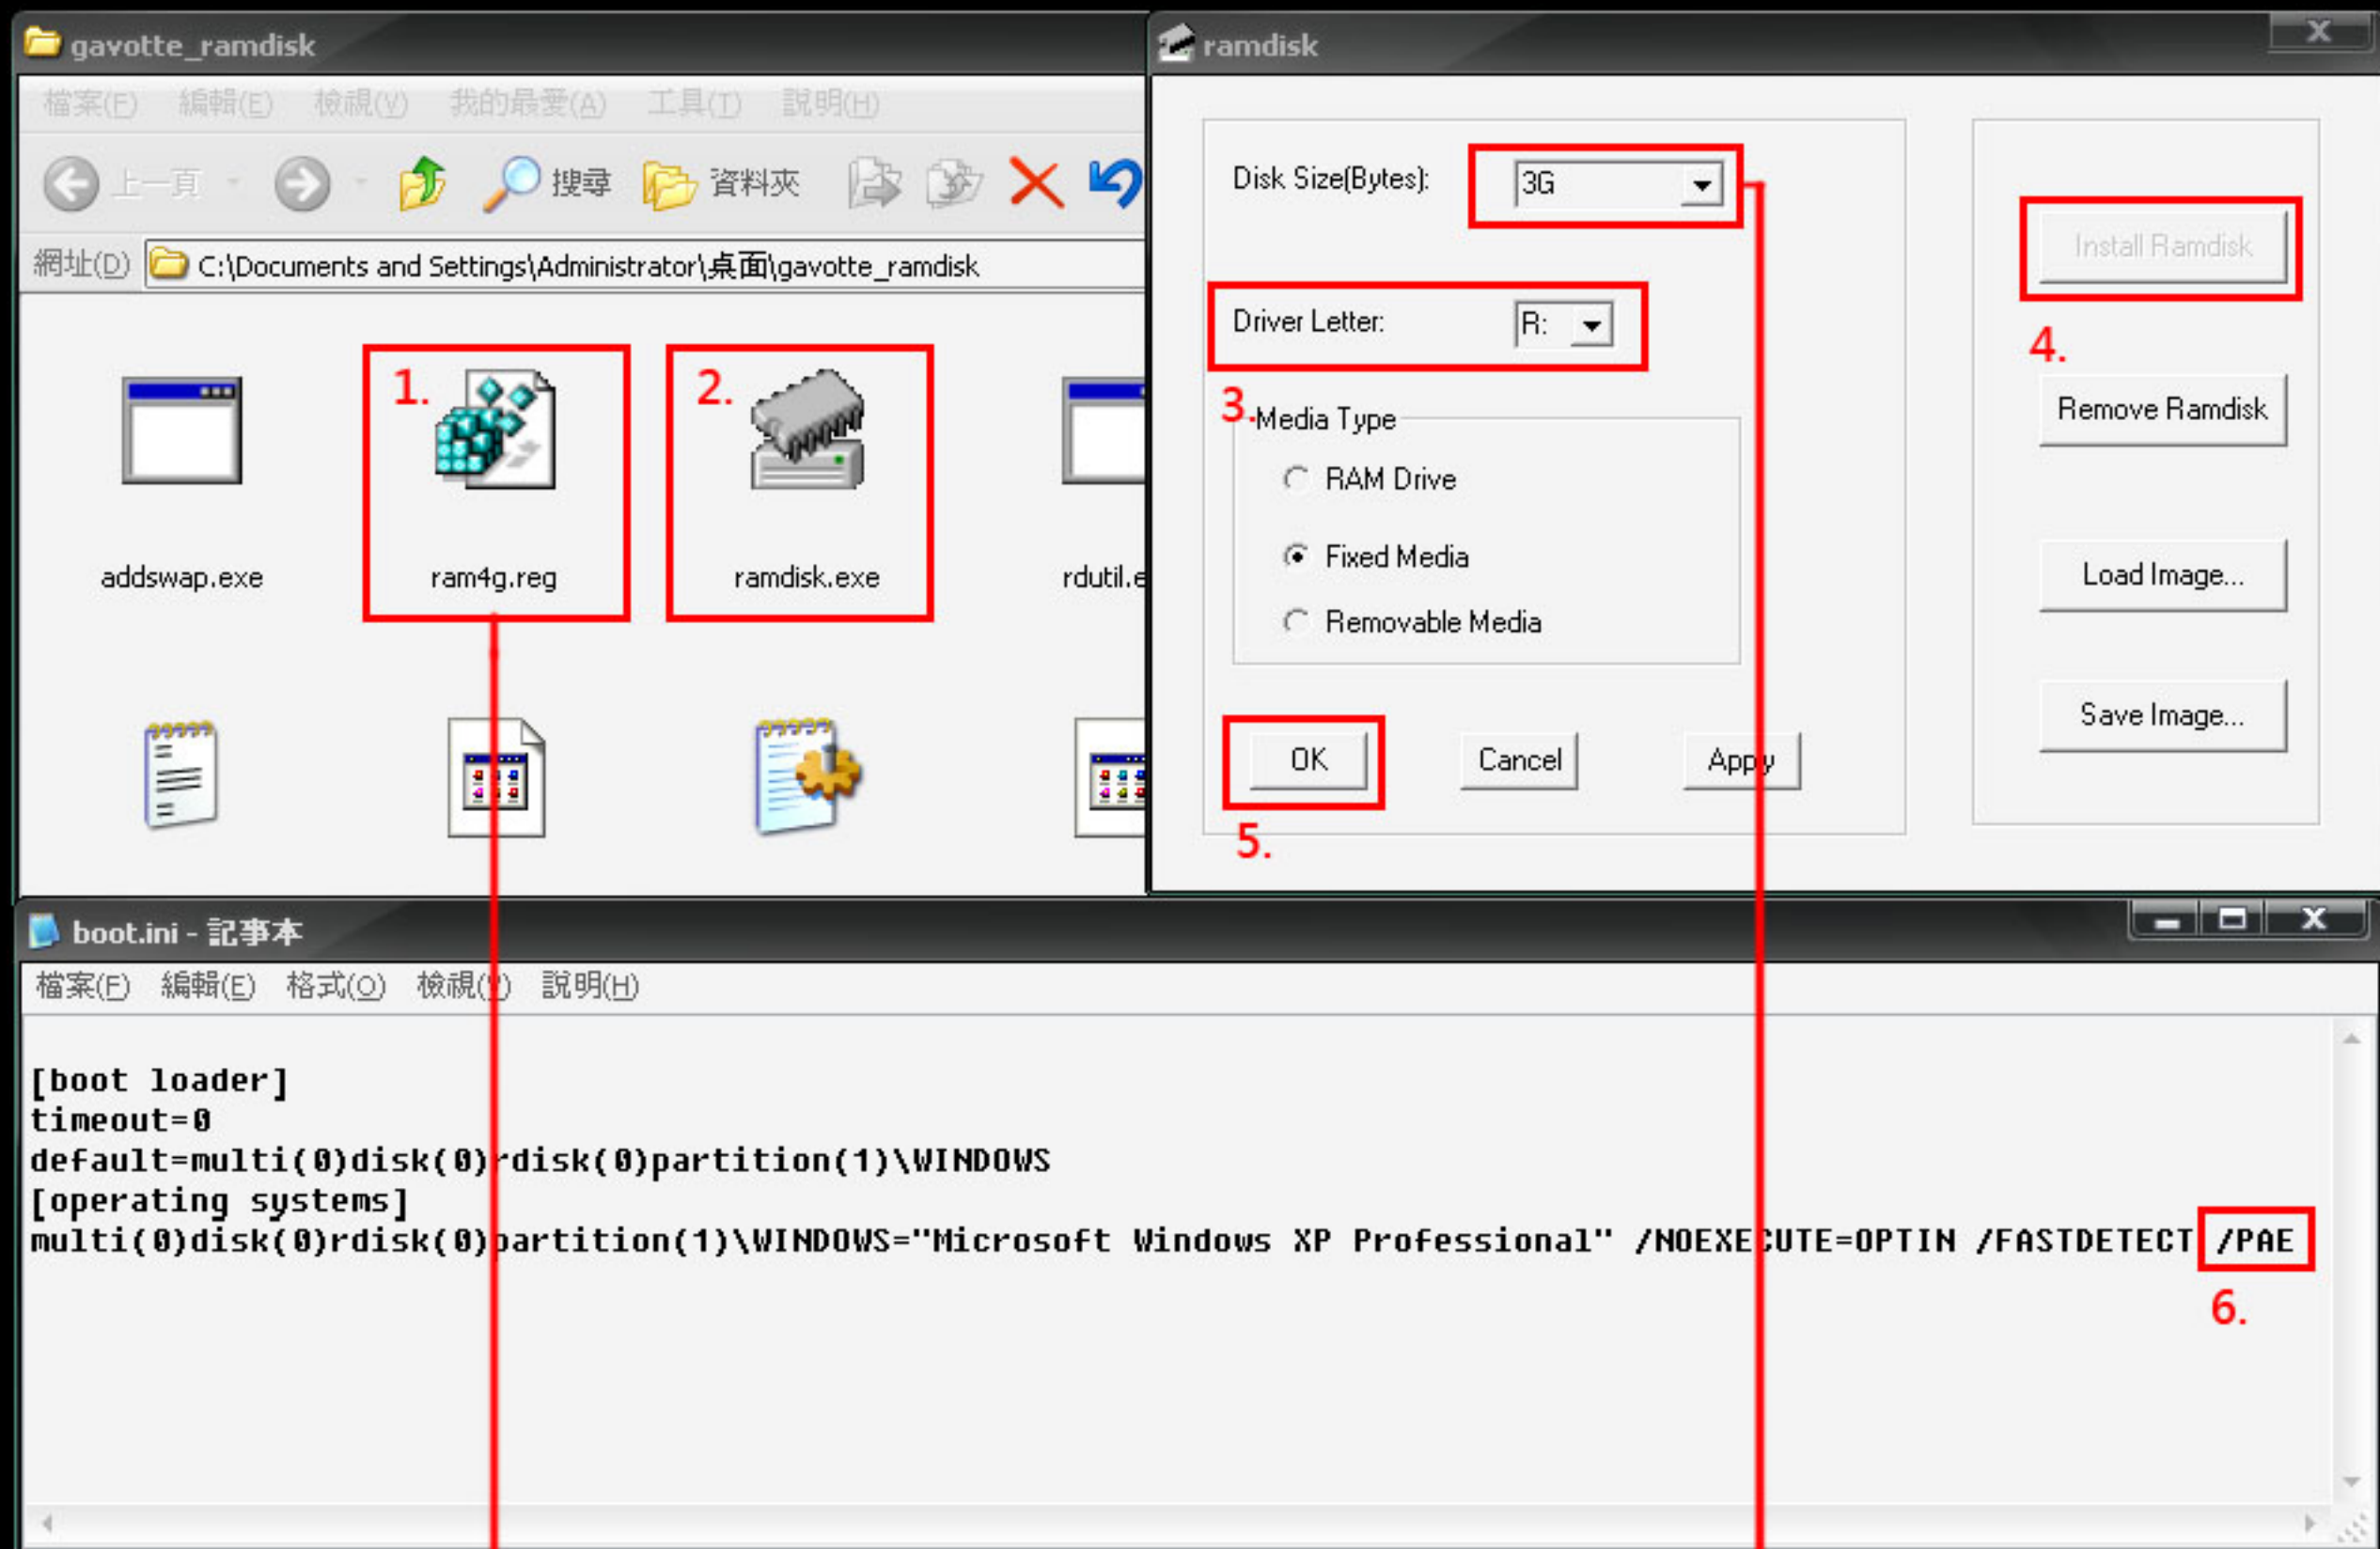 gavotte_ramdisk
檔案(F) 編輯(E) 檢視(V) 我的最愛(A) 工具(T) 說明(H)
上一頁 搜尋 資料夾
網址(D) C:\Documents and Settings\Administrator\桌面\gavotte_ramdisk
1.
2.
addswap.exe ram4g.reg ramdisk.exe rdutil.e
ramdisk
Disk Size(Bytes): 3G
Driver Letter: R:
3.
Media Type
RAM Drive
Fixed Media
Removable Media
OK Cancel Apply
5.
Install Ramdisk
4.
Remove Ramdisk
Load Image...
Save Image...
boot.ini - 記事本
檔案(F) 編輯(E) 格式(O) 檢視(V) 說明(H)
[boot loader]
timeout=0
default=multi(0)disk(0)rdisk(0)partition(1)\WINDOWS
[operating systems]
multi(0)disk(0)rdisk(0)partition(1)\WINDOWS="Microsoft Windows XP Professional" /NOEXECUTE=OPTIN /FASTDETECT /PAE
6.